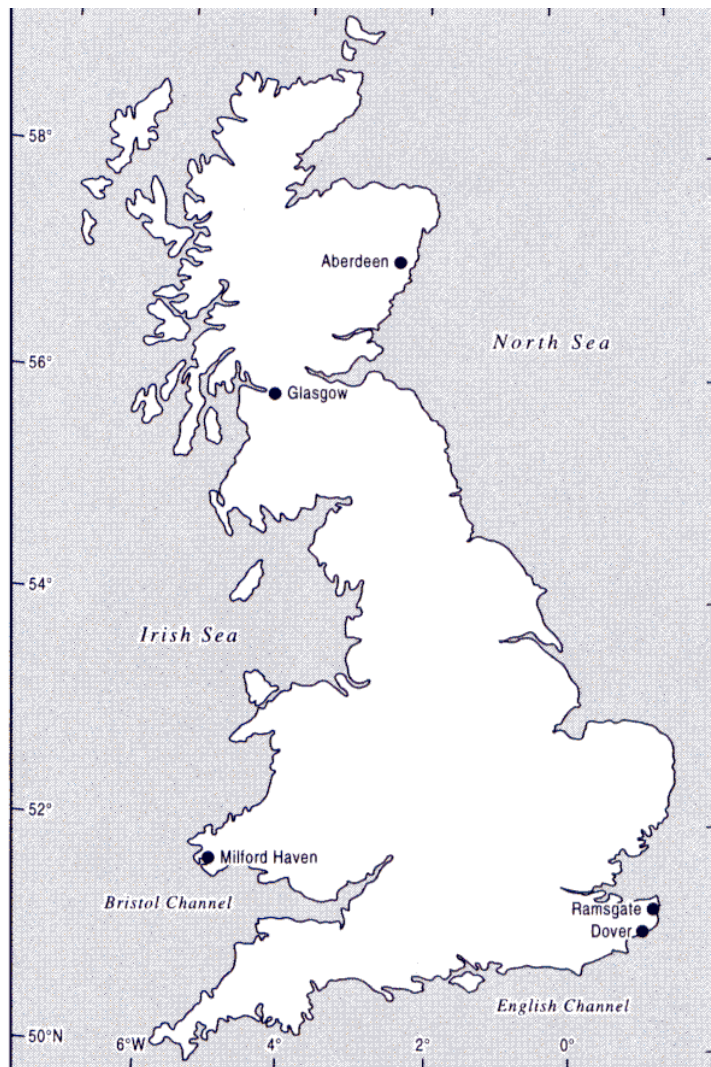 58°
Aberdeen
North Sea
56°
Glasgow
54°
Irish Sea
52°
Milford Haven
Bristol Channel
Ramsgate
Dover
English Channel
50°N
6°W
4°
2°
0°